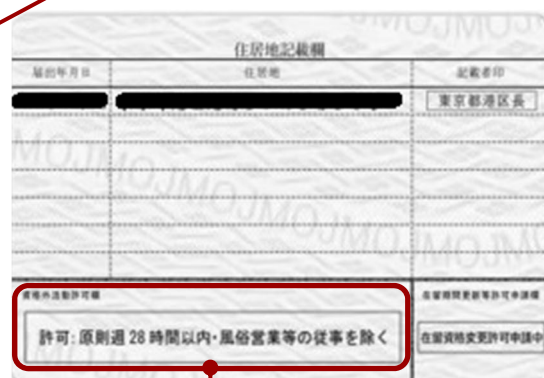 住居地記載欄
届出年月日 住居地 記載者印
東京都港区長
資格外活動許可欄 在留期間更新等許可申請欄
許可:原則週28時間以内・風俗営業等の従事を除く 在留資格変更許可申請中
MOJMOJMOJMOJ